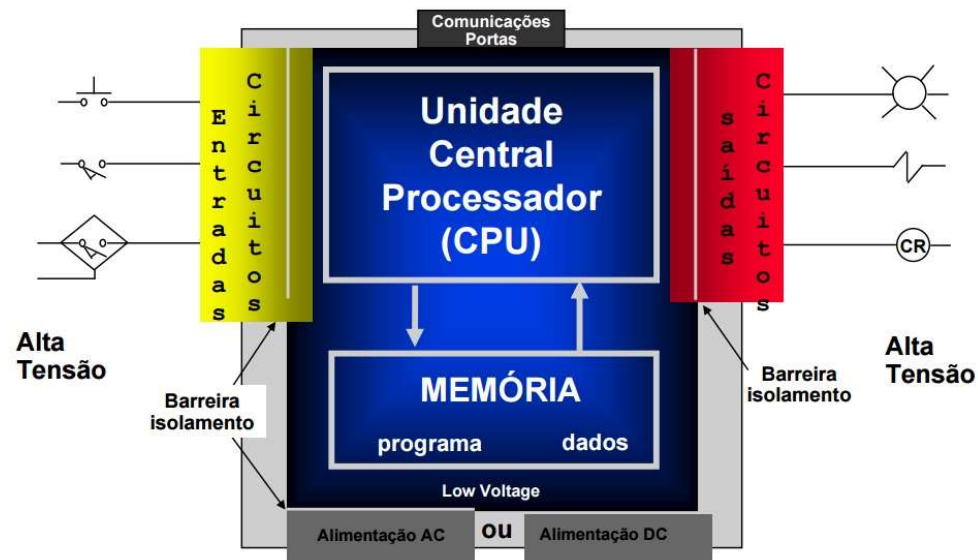 Comunicações
Portas
Entradas
Circuitos
Unidade
Central
Processador
(CPU)
Circuitos
saídas
CR
Alta
Tensão
Barreira
isolamento
MEMÓRIA
programa dados
Low Voltage
Barreira
isolamento
Alta
Tensão
Alimentação AC ou Alimentação DC